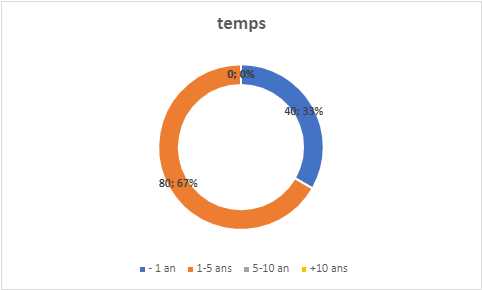 temps
0; 0%
40; 33%
80; 67%
- 1 an 1-5 ans 5-10 an +10 ans